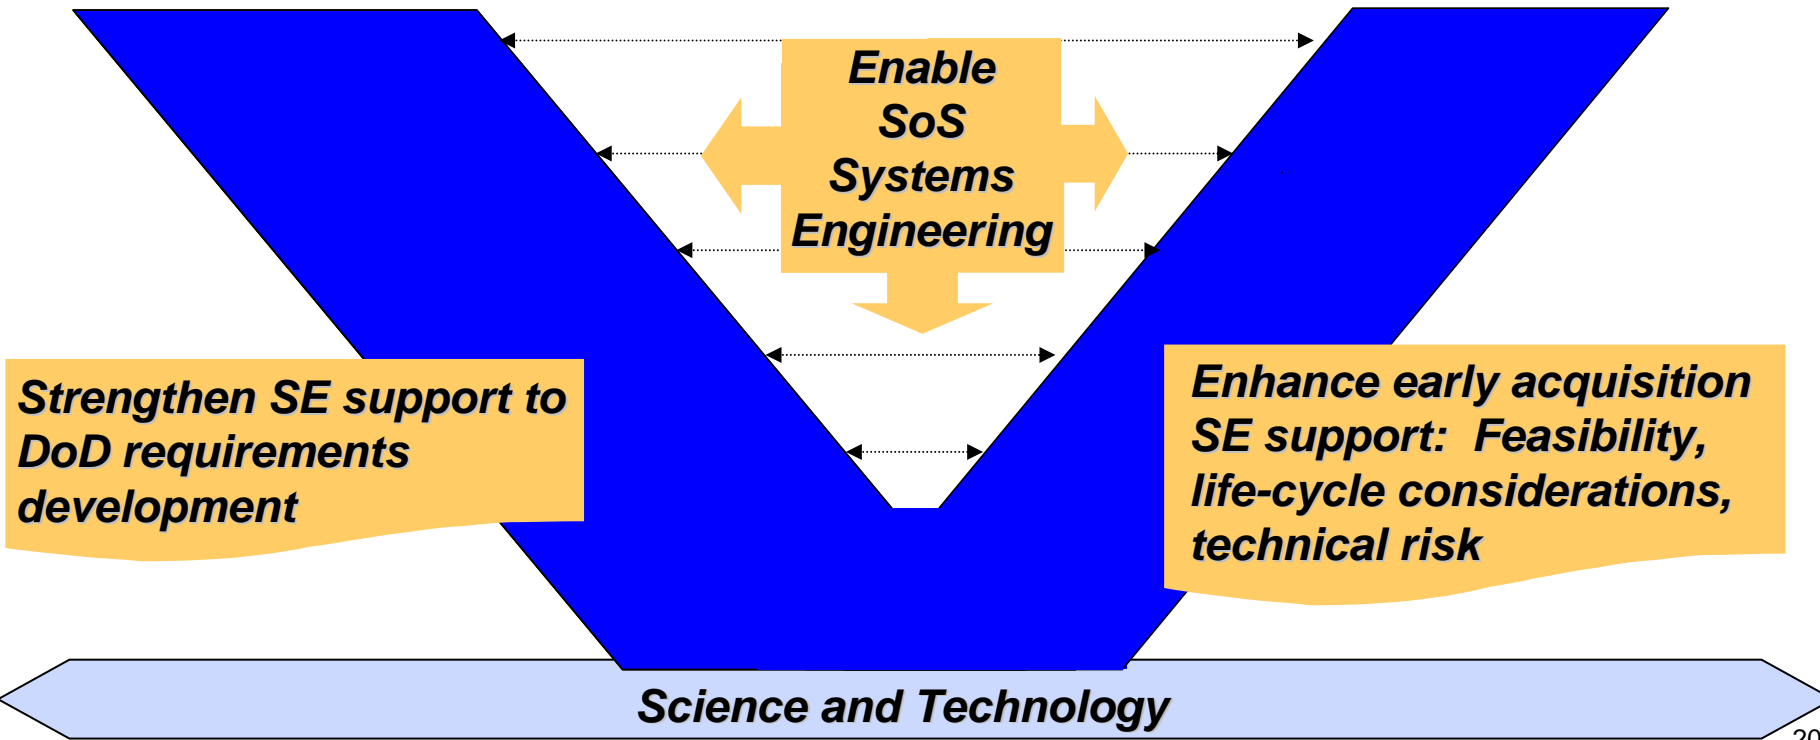 Enable
SoS
Systems
Engineering
Strengthen SE support to
DoD requirements
development
Enhance early acquisition
SE support: Feasibility,
life-cycle considerations,
technical risk
Science and Technology